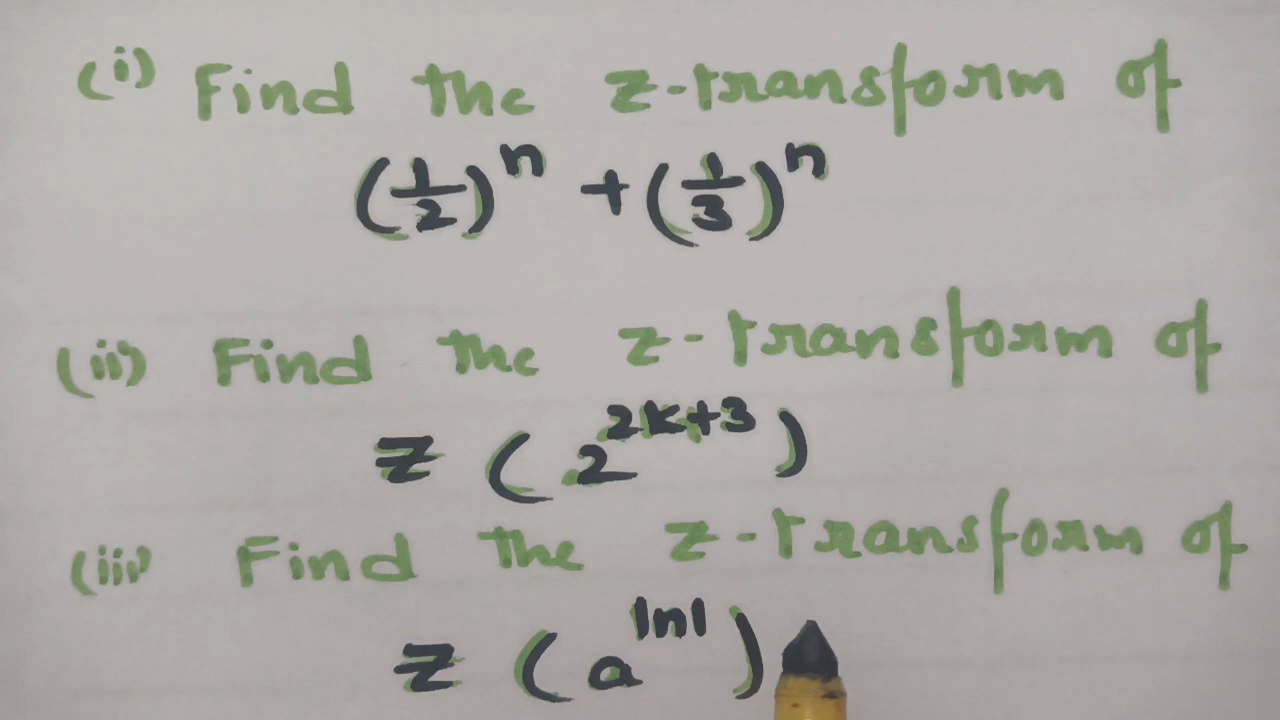 (i) Find the z-transform of
(1/2)^n + (1/3)^n
(ii) Find the z-transform of
z (2^{2k+3})
(iii) Find the z-transform of
z (a^{|n|})